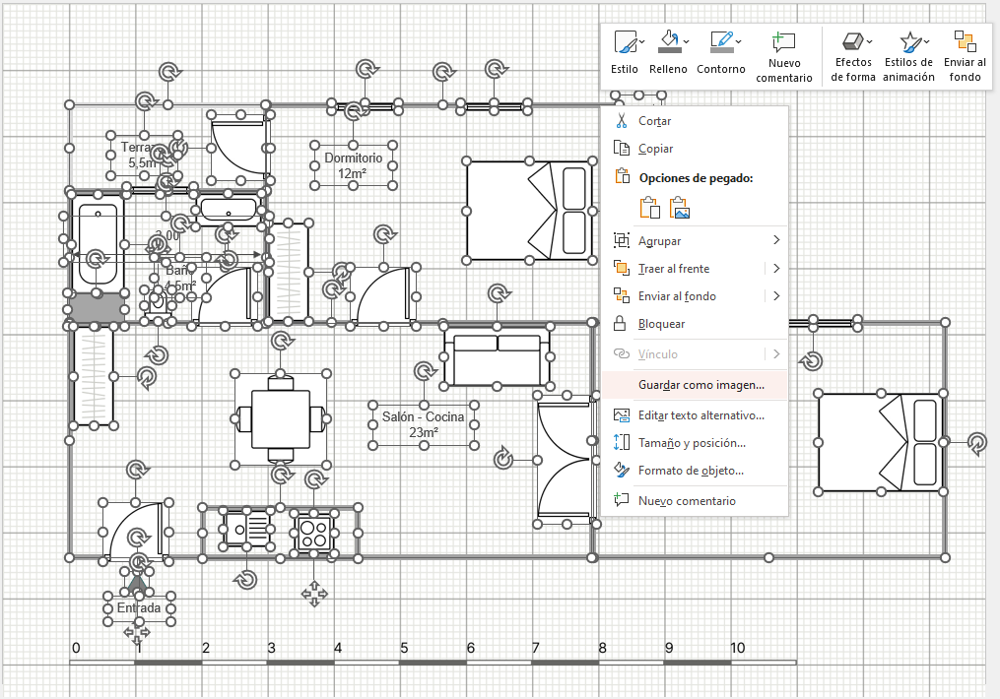 Estilo
Relleno
Contorno
Nuevo
comentario
Efectos
de forma
Estilos de
animación
Enviar al
fondo
Cortar
Copiar
Opciones de pegado:
Agrupar
Traer al frente
Enviar al fondo
Bloquear
Vínculo
Guardar como imagen...
Editar texto alternativo...
Tamaño y posición...
Formato de objeto...
Nuevo comentario
5,5m
Dormitorio
12m²
3,00
4,5m²
Salón - Cocina
23m²
Entrada
0 1 2 3 4 5 6 7 8 9 10